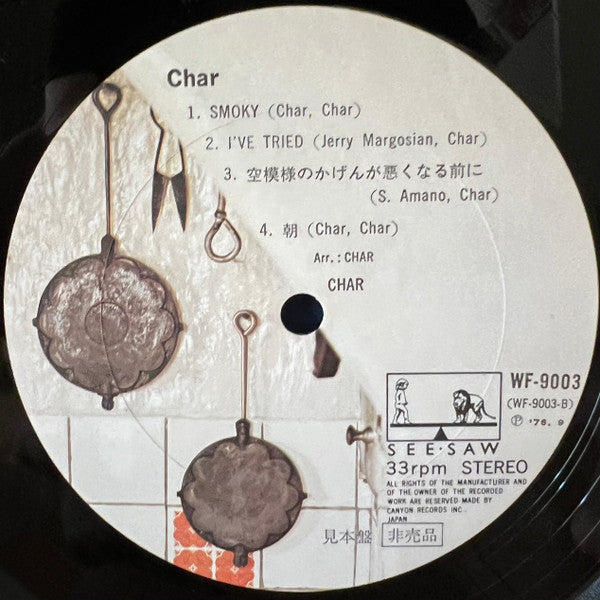 Char
1. SMOKY (Char, Char)
2. I'VE TRIED (Jerry Margosian, Char)
3. 空模様のかげんが悪くなる前に
(S. Amano, Char)
4. 朝 (Char, Char)
Arr. : CHAR
CHAR
WF-9003
(WF-9003-B)
Ⓟ '76. 9
SEE·SAW
33rpm STEREO
ALL RIGHTS OF THE MANUFACTURER AND
OF THE OWNER OF THE RECORDED
WORK ARE RESERVED MADE BY
CANYON RECORDS INC.
JAPAN
見本盤 非売品